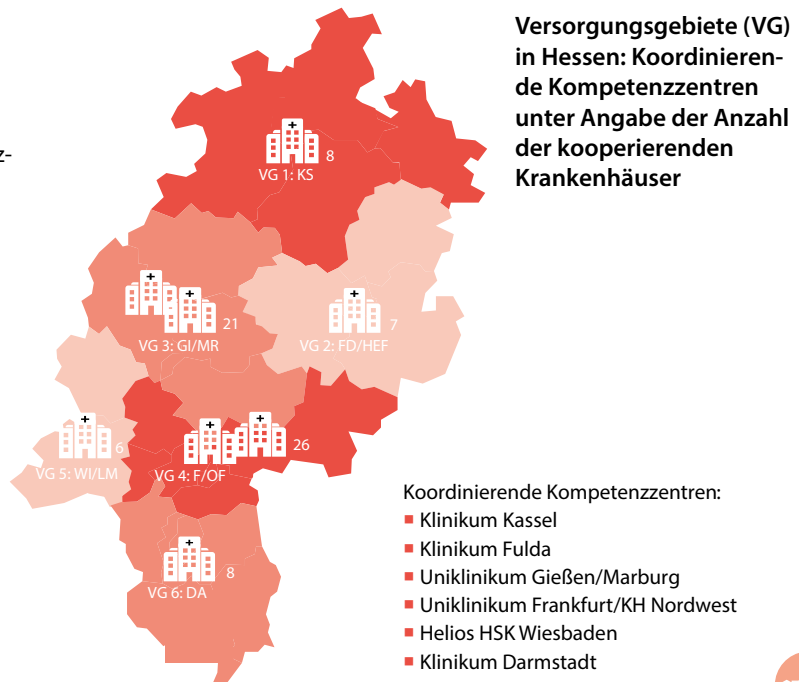 Versorgungsgebiete (VG)
in Hessen: Koordinieren-
de Kompetenzzentren
unter Angabe der Anzahl
der kooperierenden
Krankenhäuser
z-
8
VG 1: KS
21
VG 3: GI/MR
7
VG 2: FD/HEF
6
VG 5: WI/LM
26
VG 4: F/OF
8
VG 6: DA
Koordinierende Kompetenzzentren:
Klinikum Kassel
Klinikum Fulda
Uniklinikum Gießen/Marburg
Uniklinikum Frankfurt/KH Nordwest
Helios HSK Wiesbaden
Klinikum Darmstadt